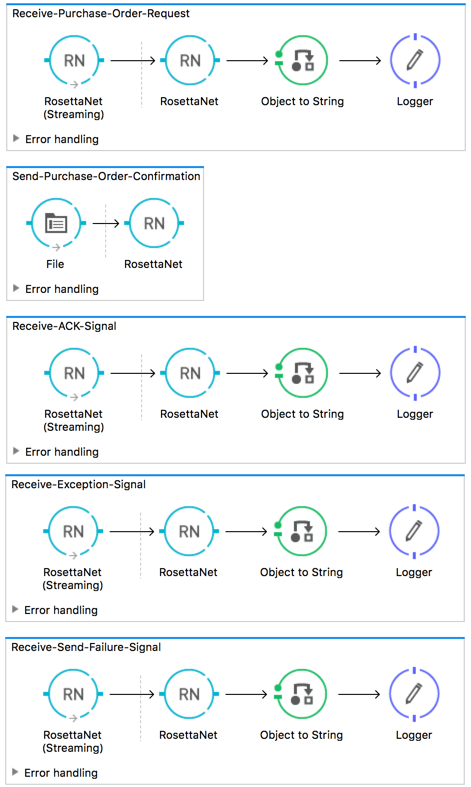 Receive-Purchase-Order-Request
RN RN
RosettaNet (Streaming) RosettaNet Object to String Logger
Error handling
Send-Purchase-Order-Confirmation
RN
File RosettaNet
Error handling
Receive-ACK-Signal
RN RN
RosettaNet (Streaming) RosettaNet Object to String Logger
Error handling
Receive-Exception-Signal
RN RN
RosettaNet (Streaming) RosettaNet Object to String Logger
Error handling
Receive-Send-Failure-Signal
RN RN
RosettaNet (Streaming) RosettaNet Object to String Logger
Error handling